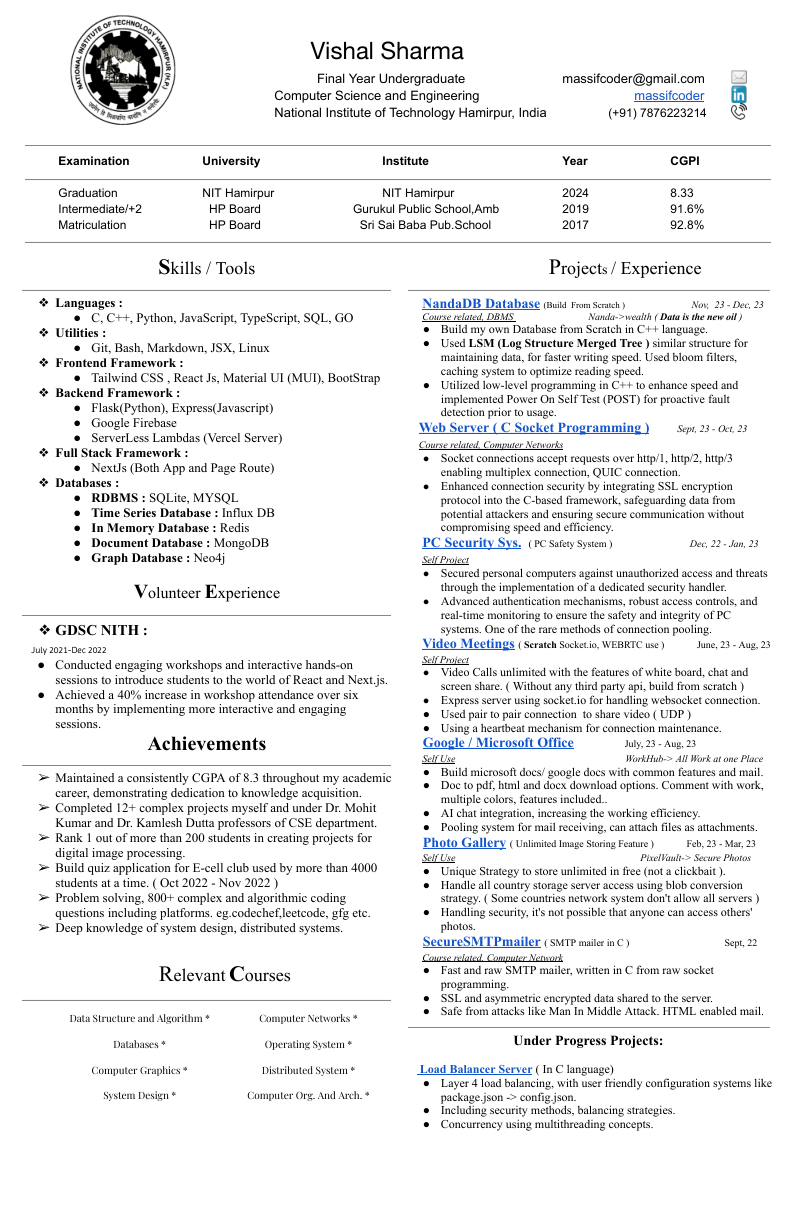 NATIONAL INSTITUTE OF TECHNOLOGY HAMIRPUR (H.P.)
Vishal Sharma
Final Year Undergraduate
Computer Science and Engineering
National Institute of Technology Hamirpur, India
massifcoder@gmail.com
massifcoder
(+91) 7876223214
Examination University Institute Year CGPI
Graduation NIT Hamirpur NIT Hamirpur 2024 8.33
Intermediate/+2 HP Board Gurukul Public School,Amb 2019 91.6%
Matriculation HP Board Sri Sai Baba Pub.School 2017 92.8%
Skills / Tools
❖ Languages :
● C, C++, Python, JavaScript, TypeScript, SQL, GO
❖ Utilities :
● Git, Bash, Markdown, JSX, Linux
❖ Frontend Framework :
● Tailwind CSS , React Js, Material UI (MUI), BootStrap
❖ Backend Framework :
● Flask(Python), Express(Javascript)
● Google Firebase
● ServerLess Lambdas (Vercel Server)
❖ Full Stack Framework :
● NextJs (Both App and Page Route)
❖ Databases :
● RDBMS : SQLite, MYSQL
● Time Series Database : Influx DB
● In Memory Database : Redis
● Document Database : MongoDB
● Graph Database : Neo4j
Volunteer Experience
❖ GDSC NITH :
July 2021-Dec 2022
● Conducted engaging workshops and interactive hands-on
sessions to introduce students to the world of React and Next.js.
● Achieved a 40% increase in workshop attendance over six
months by implementing more interactive and engaging
sessions.
Achievements
➢ Maintained a consistently CGPA of 8.3 throughout my academic
career, demonstrating dedication to knowledge acquisition.
➢ Completed 12+ complex projects myself and under Dr. Mohit
Kumar and Dr. Kamlesh Dutta professors of CSE department.
➢ Rank 1 out of more than 200 students in creating projects for
digital image processing.
➢ Build quiz application for E-cell club used by more than 4000
students at a time. ( Oct 2022 - Nov 2022 )
➢ Problem solving, 800+ complex and algorithmic coding
questions including platforms. eg.codechef,leetcode, gfg etc.
➢ Deep knowledge of system design, distributed systems.
Relevant Courses
Data Structure and Algorithm * Computer Networks *
Databases * Operating System *
Computer Graphics * Distributed System *
System Design * Computer Org. And Arch. *
Projects / Experience
NandaDB Database (Build From Scratch ) Nov, 23 - Dec, 23
Course related, DBMS Nanda->wealth ( Data is the new oil )
● Build my own Database from Scratch in C++ language.
● Used LSM (Log Structure Merged Tree ) similar structure for
maintaining data, for faster writing speed. Used bloom filters,
caching system to optimize reading speed.
● Utilized low-level programming in C++ to enhance speed and
implemented Power On Self Test (POST) for proactive fault
detection prior to usage.
Web Server ( C Socket Programming ) Sept, 23 - Oct, 23
Course related, Computer Networks
● Socket connections accept requests over http/1, http/2, http/3
enabling multiplex connection, QUIC connection.
● Enhanced connection security by integrating SSL encryption
protocol into the C-based framework, safeguarding data from
potential attackers and ensuring secure communication without
compromising speed and efficiency.
PC Security Sys. ( PC Safety System ) Dec, 22 - Jan, 23
Self Project
● Secured personal computers against unauthorized access and threats
through the implementation of a dedicated security handler.
● Advanced authentication mechanisms, robust access controls, and
real-time monitoring to ensure the safety and integrity of PC
systems. One of the rare methods of connection pooling.
Video Meetings ( Scratch Socket.io, WEBRTC use ) June, 23 - Aug, 23
Self Project
● Video Calls unlimited with the features of white board, chat and
screen share. ( Without any third party api, build from scratch )
● Express server using socket.io for handling websocket connection.
● Used pair to pair connection to share video ( UDP )
● Using a heartbeat mechanism for connection maintenance.
Google / Microsoft Office July, 23 - Aug, 23
Self Use WorkHub-> All Work at one Place
● Build microsoft docs/ google docs with common features and mail.
● Doc to pdf, html and docx download options. Comment with work,
multiple colors, features included..
● AI chat integration, increasing the working efficiency.
● Pooling system for mail receiving, can attach files as attachments.
Photo Gallery ( Unlimited Image Storing Feature ) Feb, 23 - Mar, 23
Self Use PixelVault-> Secure Photos
● Unique Strategy to store unlimited in free (not a clickbait ).
● Handle all country storage server access using blob conversion
strategy. ( Some countries network system don't allow all servers )
● Handling security, it's not possible that anyone can access others'
photos.
SecureSMTPmailer ( SMTP mailer in C ) Sept, 22
Course related, Computer Network
● Fast and raw SMTP mailer, written in C from raw socket
programming.
● SSL and asymmetric encrypted data shared to the server.
● Safe from attacks like Man In Middle Attack. HTML enabled mail.
Under Progress Projects:
Load Balancer Server ( In C language)
● Layer 4 load balancing, with user friendly configuration systems like
package.json -> config.json.
● Including security methods, balancing strategies.
● Concurrency using multithreading concepts.